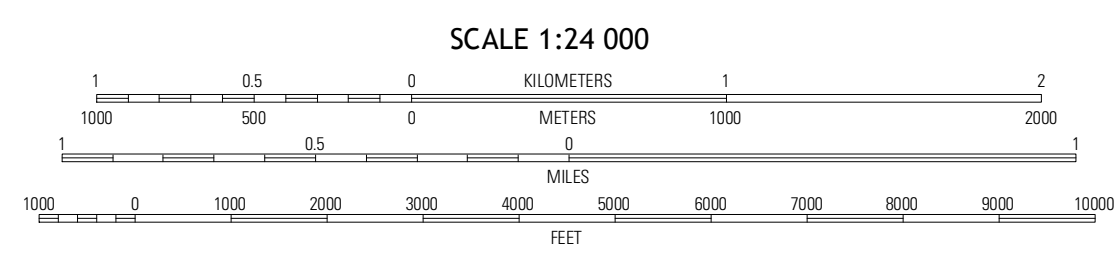 SCALE 1:24 000
1 0.5 0 KILOMETERS 1 2
1000 500 0 METERS 1000 2000
1 0.5 0 1
MILES
1000 0 1000 2000 3000 4000 5000 6000 7000 8000 9000 10000
FEET